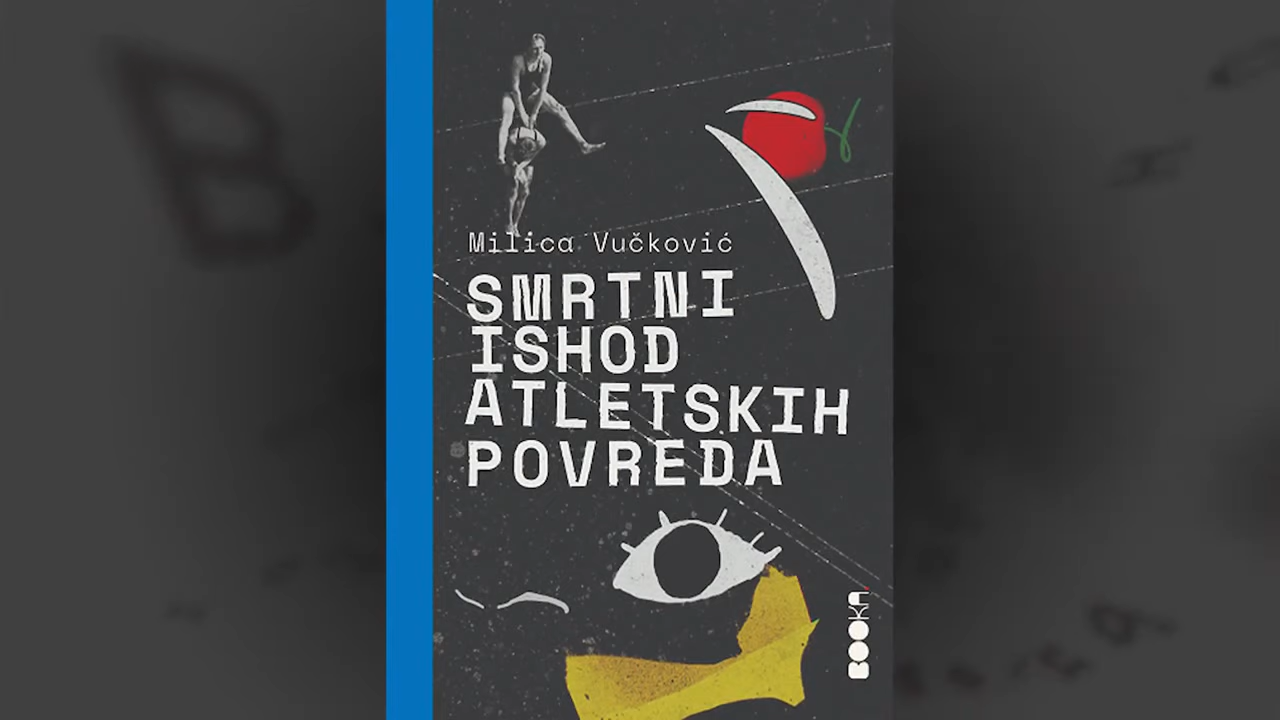 Milica Vučković
SMRTNI
ISHOD
ATLETSKIH
POVREDA
BOOKA